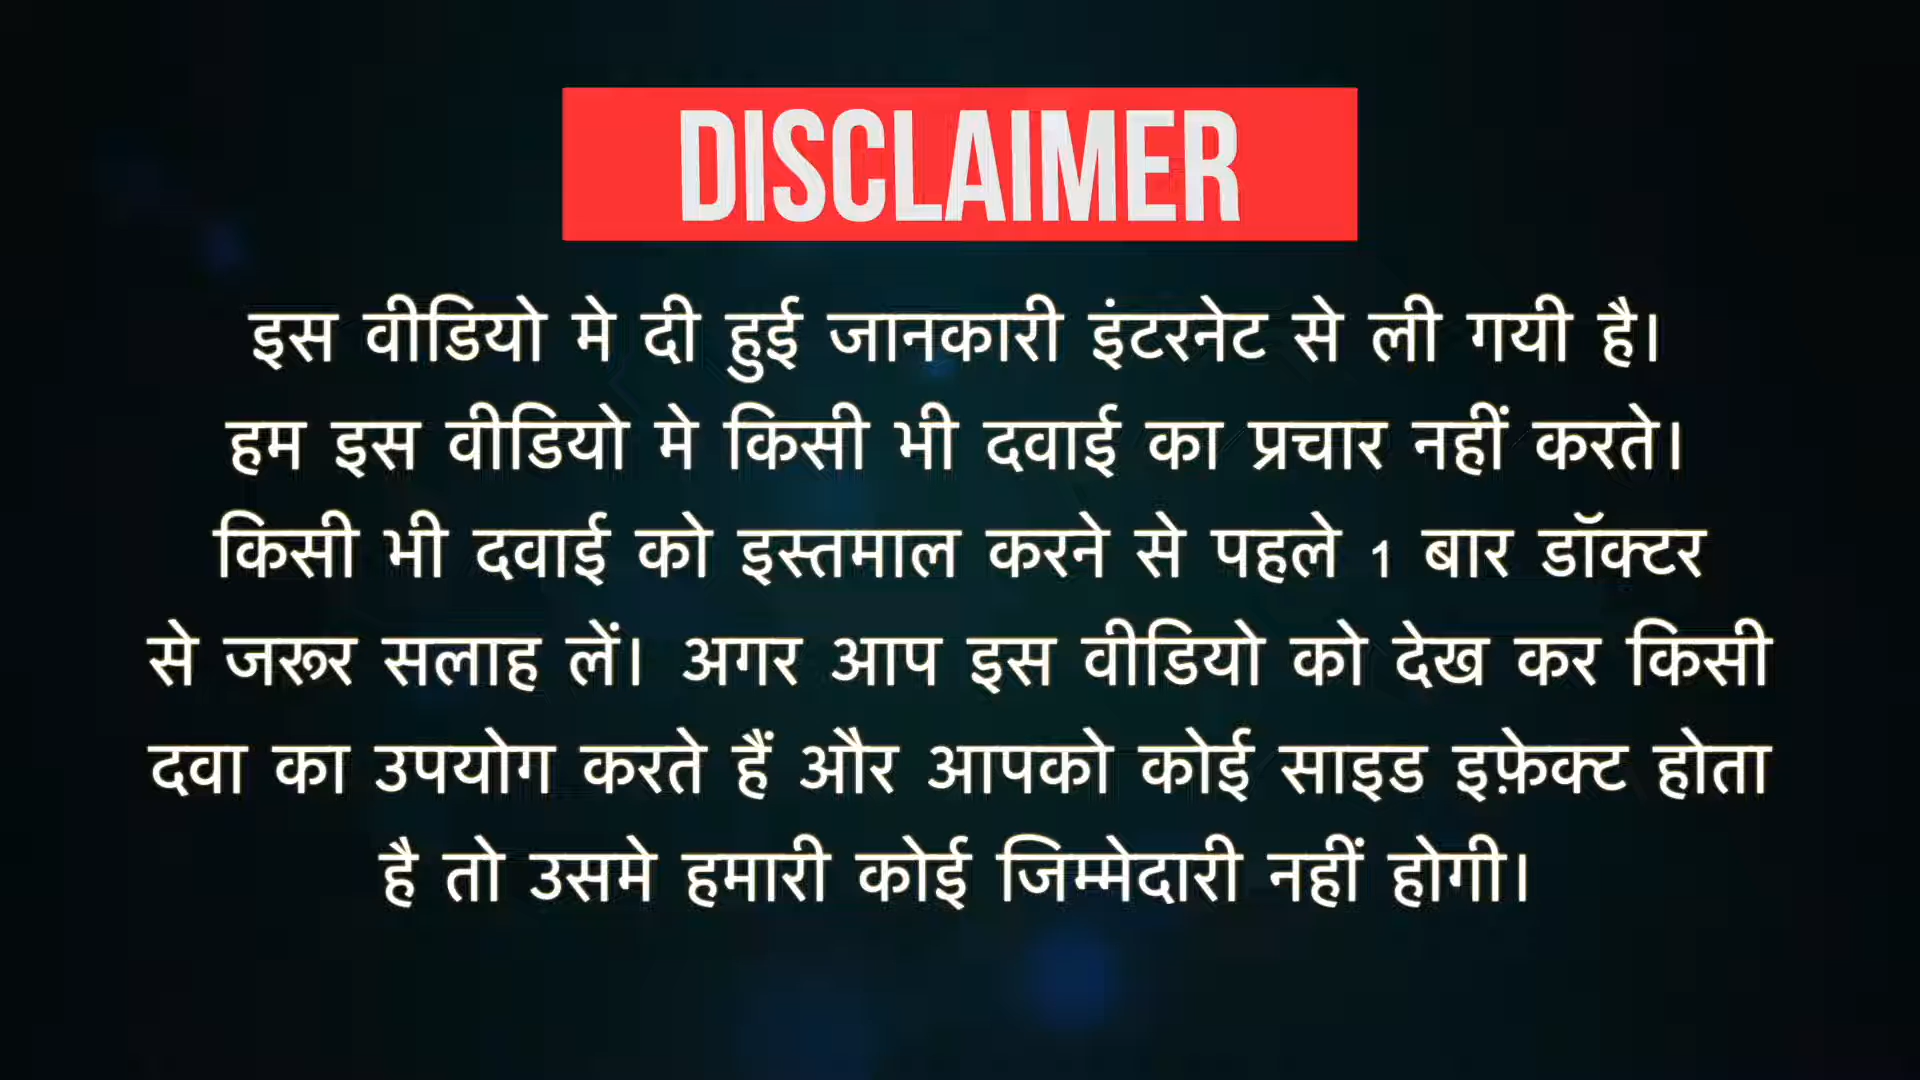 DISCLAIMER
इस वीडियो मे दी हुई जानकारी इंटरनेट से ली गयी है।
हम इस वीडियो मे किसी भी दवाई का प्रचार नहीं करते।
किसी भी दवाई को इस्तमाल करने से पहले 1 बार डॉक्टर
से जरूर सलाह लें। अगर आप इस वीडियो को देख कर किसी
दवा का उपयोग करते हैं और आपको कोई साइड इफ़ेक्ट होता
है तो उसमे हमारी कोई जिम्मेदारी नहीं होगी।